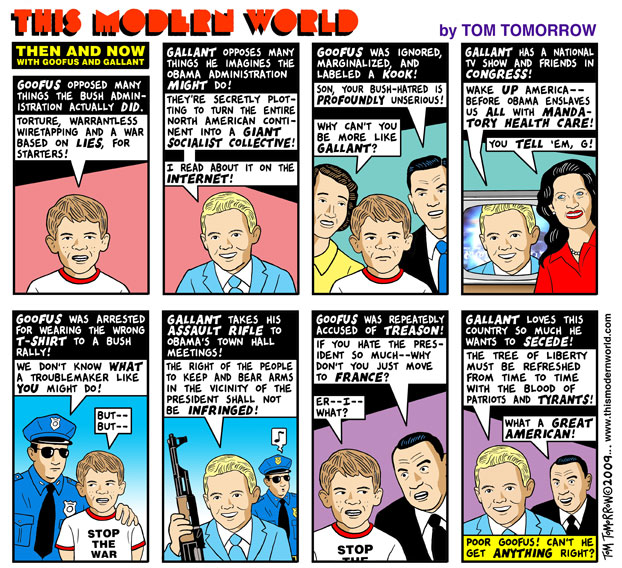 THIS MODERN WORLD
by TOM TOMORROW
THEN AND NOW
WITH GOOFUS AND GALLANT
GOOFUS OPPOSED MANY
THINGS THE BUSH ADMIN-
ISTRATION ACTUALLY DID.
TORTURE, WARRANTLESS
WIRETAPPING AND A WAR
BASED ON LIES, FOR
STARTERS!
GALLANT OPPOSES MANY
THINGS HE IMAGINES THE
OBAMA ADMINISTRATION
MIGHT DO!
THEY'RE SECRETLY PLOT-
TING TO TURN THE ENTIRE
NORTH AMERICAN CONTI-
NENT INTO A GIANT
SOCIALIST COLLECTIVE!
I READ ABOUT IT ON THE
INTERNET!
GOOFUS WAS IGNORED,
MARGINALIZED, AND
LABELED A KOOK!
SON, YOUR BUSH-HATRED IS
PROFOUNDLY UNSERIOUS!
WHY CAN'T YOU
BE MORE LIKE
GALLANT?
GALLANT HAS A NATIONAL
TV SHOW AND FRIENDS IN
CONGRESS!
WAKE UP AMERICA--
BEFORE OBAMA ENSLAVES
US ALL WITH MANDA-
TORY HEALTH CARE!
YOU TELL 'EM, G!
GOOFUS WAS ARRESTED
FOR WEARING THE WRONG
T-SHIRT TO A BUSH
RALLY!
WE DON'T KNOW WHAT
A TROUBLEMAKER LIKE
YOU MIGHT DO!
BUT--
BUT--
STOP
THE
WAR
GALLANT TAKES HIS
ASSAULT RIFLE TO
OBAMA'S TOWN HALL
MEETINGS!
THE RIGHT OF THE PEOPLE
TO KEEP AND BEAR ARMS
IN THE VICINITY OF THE
PRESIDENT SHALL NOT
BE INFRINGED!
GOOFUS WAS REPEATEDLY
ACCUSED OF TREASON!
IF YOU HATE THE PRES-
IDENT SO MUCH--WHY
DON'T YOU JUST MOVE
TO FRANCE?
ER--I--
WHAT?
STOP
THE
GALLANT LOVES THIS
COUNTRY SO MUCH HE
WANTS TO SECEDE!
THE TREE OF LIBERTY
MUST BE REFRESHED
FROM TIME TO TIME
WITH THE BLOOD OF
PATRIOTS AND TYRANTS!
WHAT A GREAT
AMERICAN!
POOR GOOFUS! CAN'T HE
GET ANYTHING RIGHT?
TOM TOMORROW©2009... www.thismodernworld.com